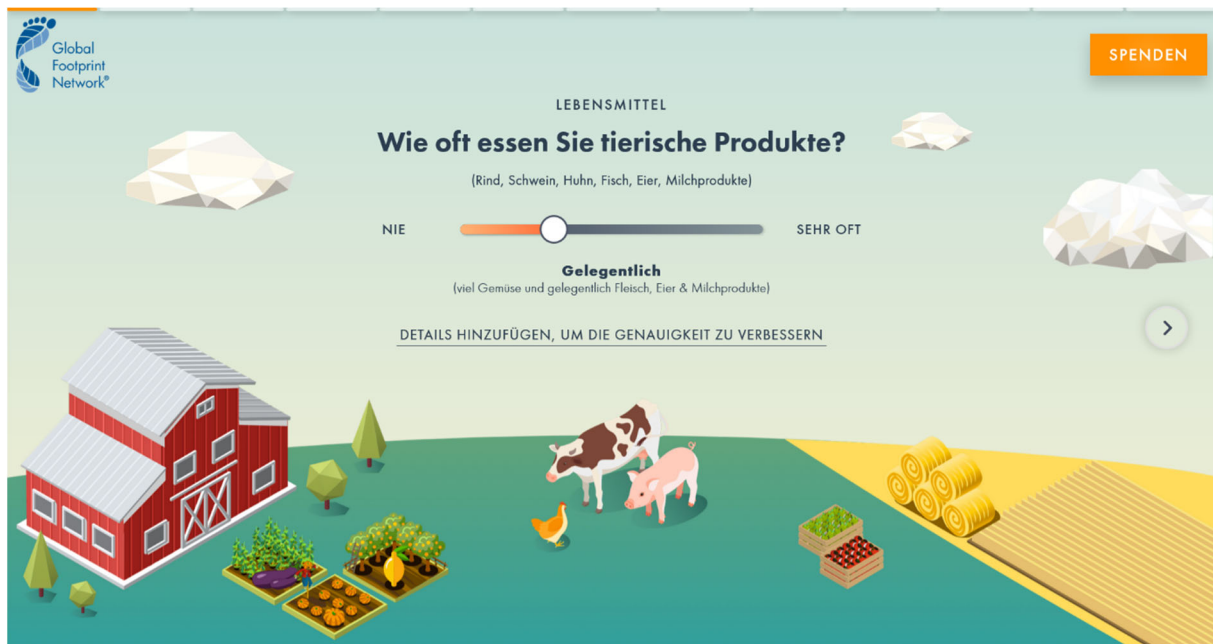 Global
Footprint
Network®
SPENDEN
LEBENSMITTEL
Wie oft essen Sie tierische Produkte?
(Rind, Schwein, Huhn, Fisch, Eier, Milchprodukte)
NIE
SEHR OFT
Gelegentlich
(viel Gemüse und gelegentlich Fleisch, Eier & Milchprodukte)
DETAILS HINZUFÜGEN, UM DIE GENAUIGKEIT ZU VERBESSERN